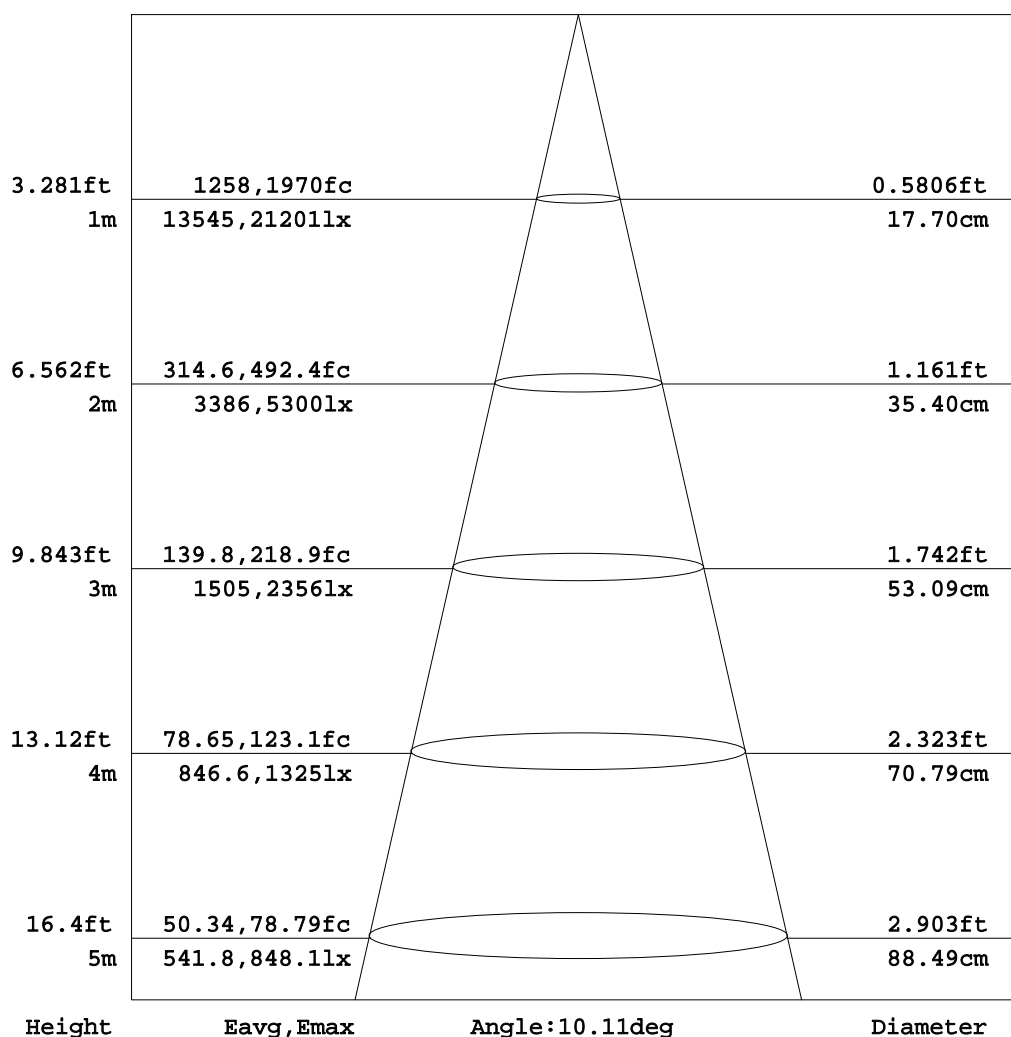 3.281ft 1258,1970fc 0.5806ft
1m 13545,21201lx 17.70cm
6.562ft 314.6,492.4fc 1.161ft
2m 3386,5300lx 35.40cm
9.843ft 139.8,218.9fc 1.742ft
3m 1505,2356lx 53.09cm
13.12ft 78.65,123.1fc 2.323ft
4m 846.6,1325lx 70.79cm
16.4ft 50.34,78.79fc 2.903ft
5m 541.8,848.1lx 88.49cm
Height Eavg,Emax Angle:10.11deg Diameter